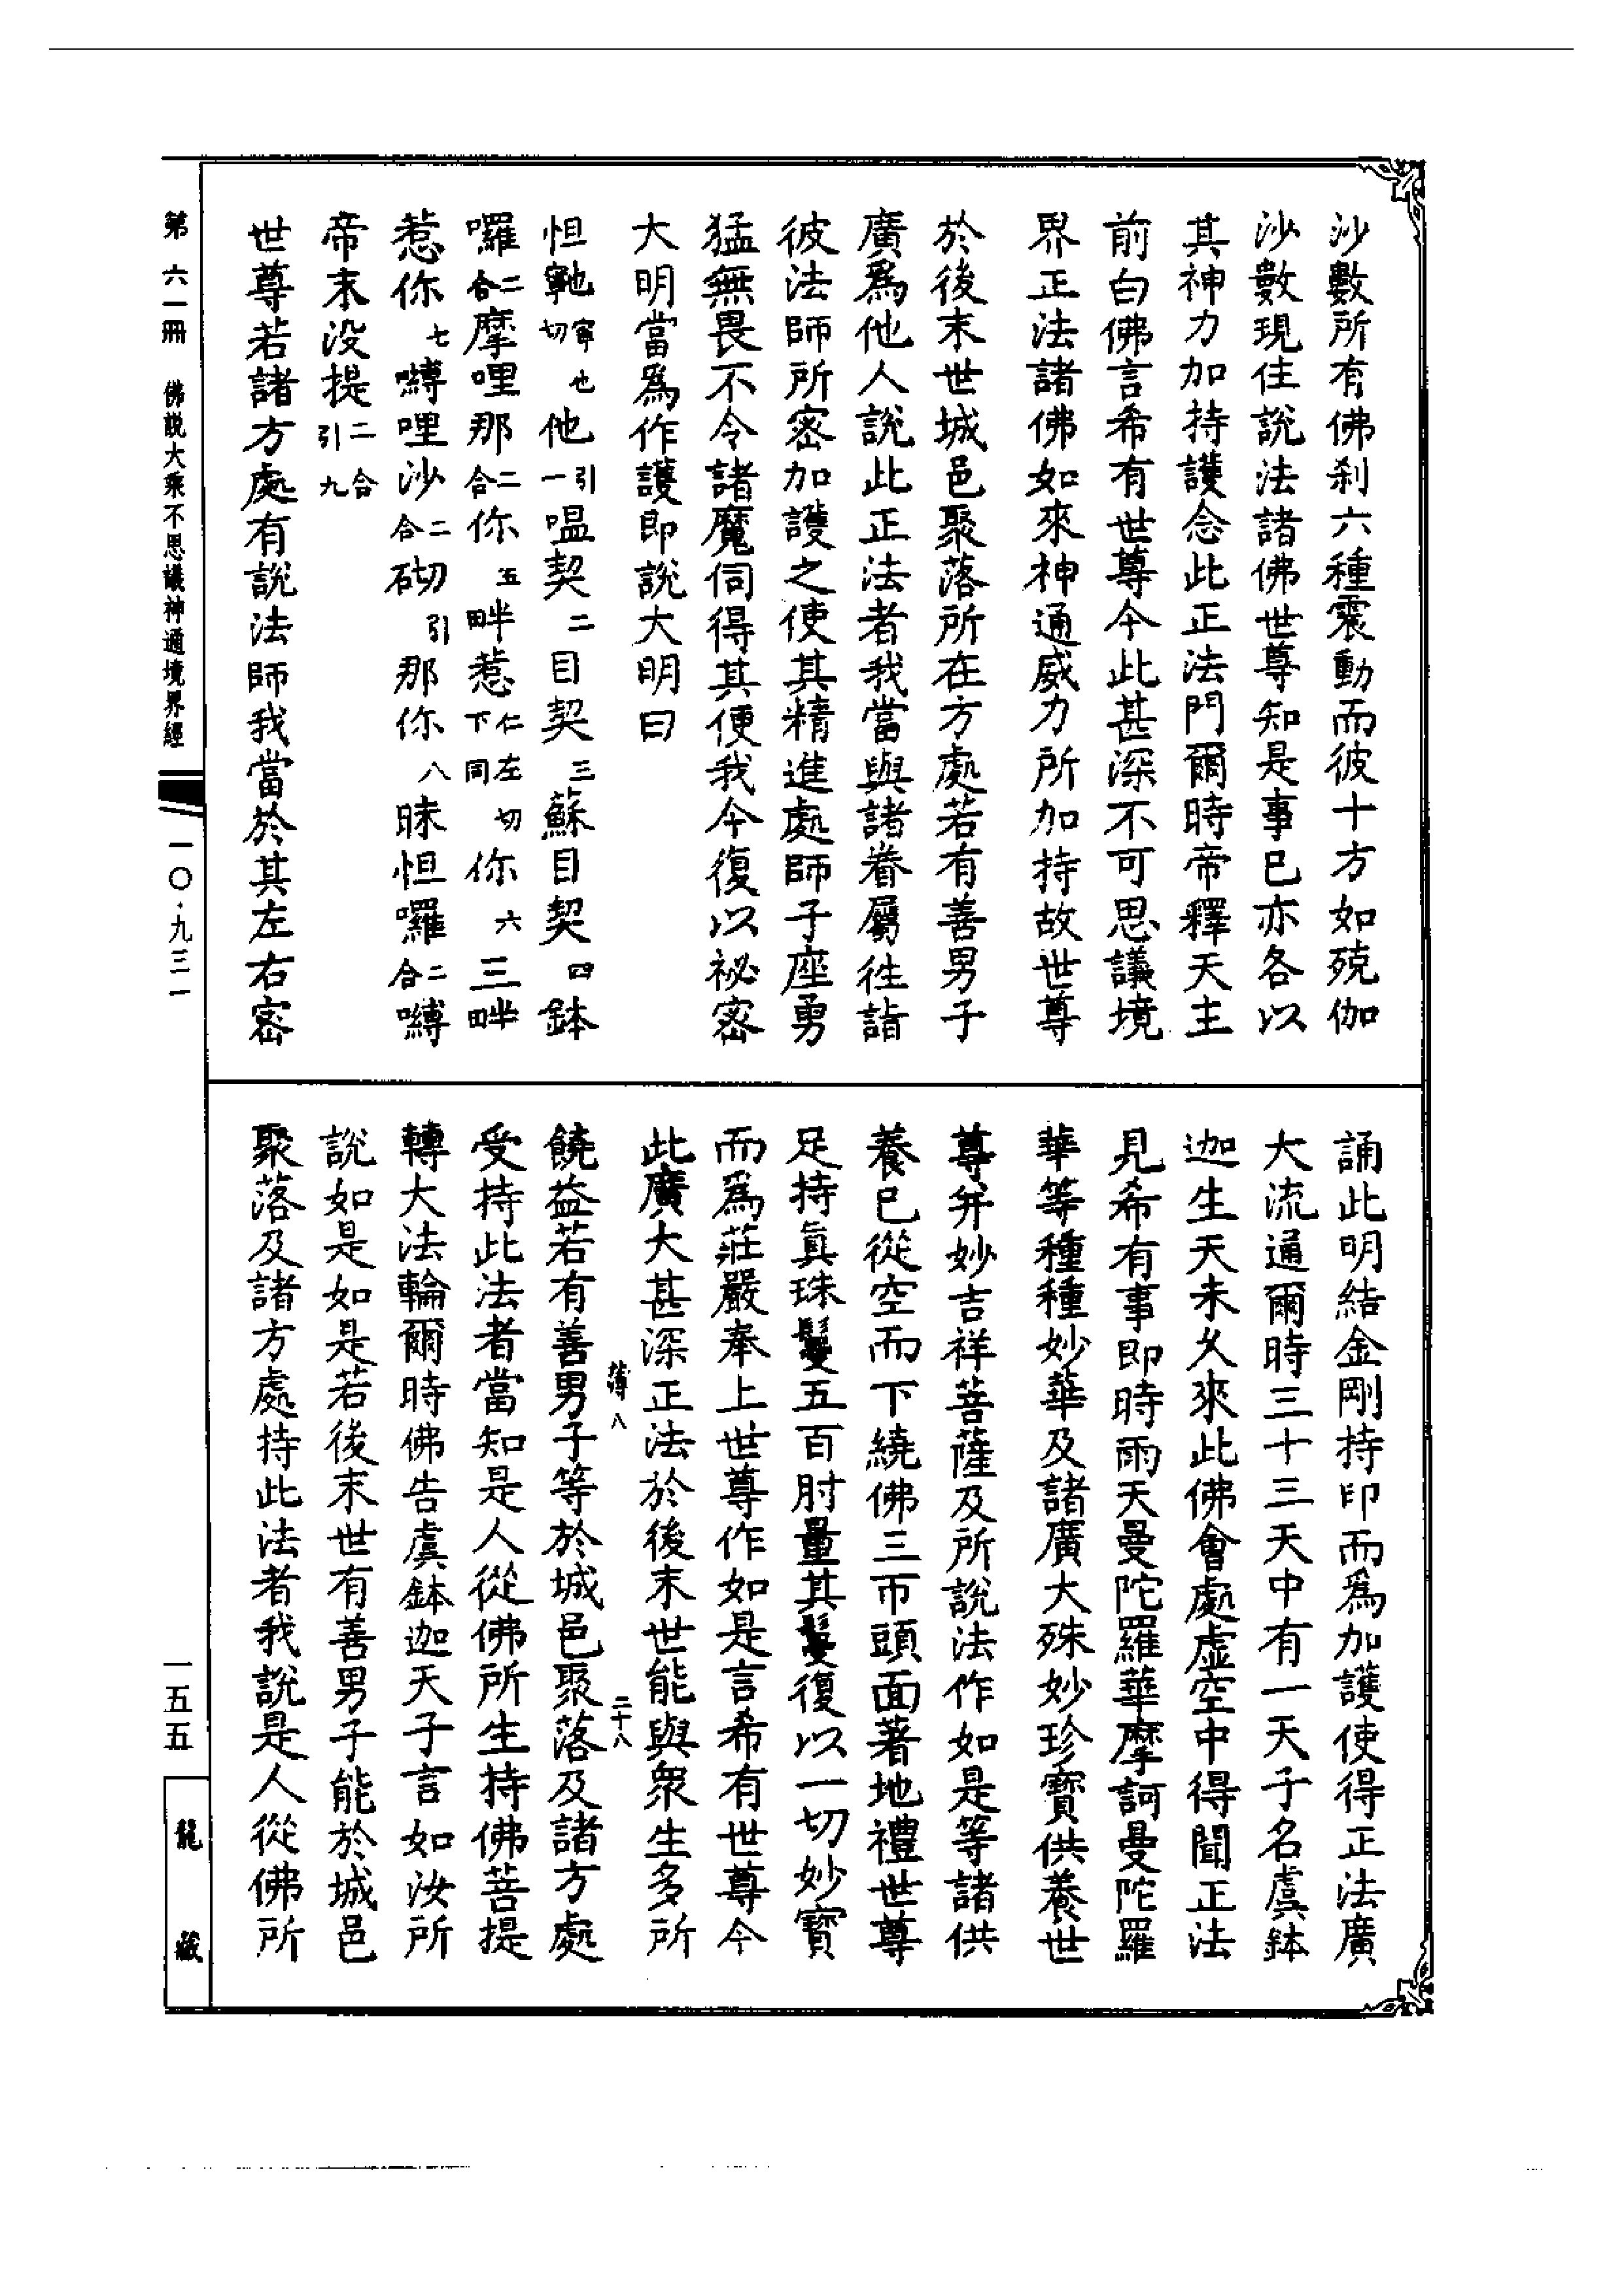 沙數所有佛刹六種震動而彼十方如殑伽
沙數現住說法諸佛世尊知是事已亦各以
其神力加持護念此正法門爾時帝釋天主
前白佛言希有世尊今此甚深不可思議境
界正法諸佛如來神通威力所加持故世尊
於後末世城邑聚落所在方處若有善男子
廣爲他人說此正法者我當與諸眷屬往詣
彼法師所密加護之使其精進處師子座勇
猛無畏不令諸魔伺得其便我今復以祕密
大明當爲作護即說大明曰
怛𪘨寧也切他引一嗢契二目契三蘇目契四鉢
囉二合摩哩那二合你五畔惹仁左切下同你六三畔
惹你七嚩哩沙二合砌引那你八昧怛囉二合嚩
帝末没提二合引九
世尊若諸方處有說法師我當於其左右密
誦此明結金剛持印而爲加護使得正法廣
大流通爾時三十三天中有一天子名虞鉢
迦生天未久來此佛會處虛空中得聞正法
見希有事即時雨天曼陀羅華摩訶曼陀羅
華等種種妙華及諸廣大殊妙珍寶供養世
尊并妙吉祥菩薩及所說法作如是等諸供
養已從空而下繞佛三帀頭面著地禮世尊
足持眞珠鬘五百肘量其鬘復以一切妙寶
而爲莊嚴奉上世尊作如是言希有世尊今
此廣大甚深正法於後末世能與衆生多所
薄八 二十八
饒益若有善男子等於城邑聚落及諸方處
受持此法者當知是人從佛所生持佛菩提
轉大法輪爾時佛告虞鉢迦天子言如汝所
說如是如是若後末世有善男子能於城邑
聚落及諸方處持此法者我說是人從佛所
第六一冊 佛說大乘不思議神通境界經 一〇·九三一
一五五
龍藏